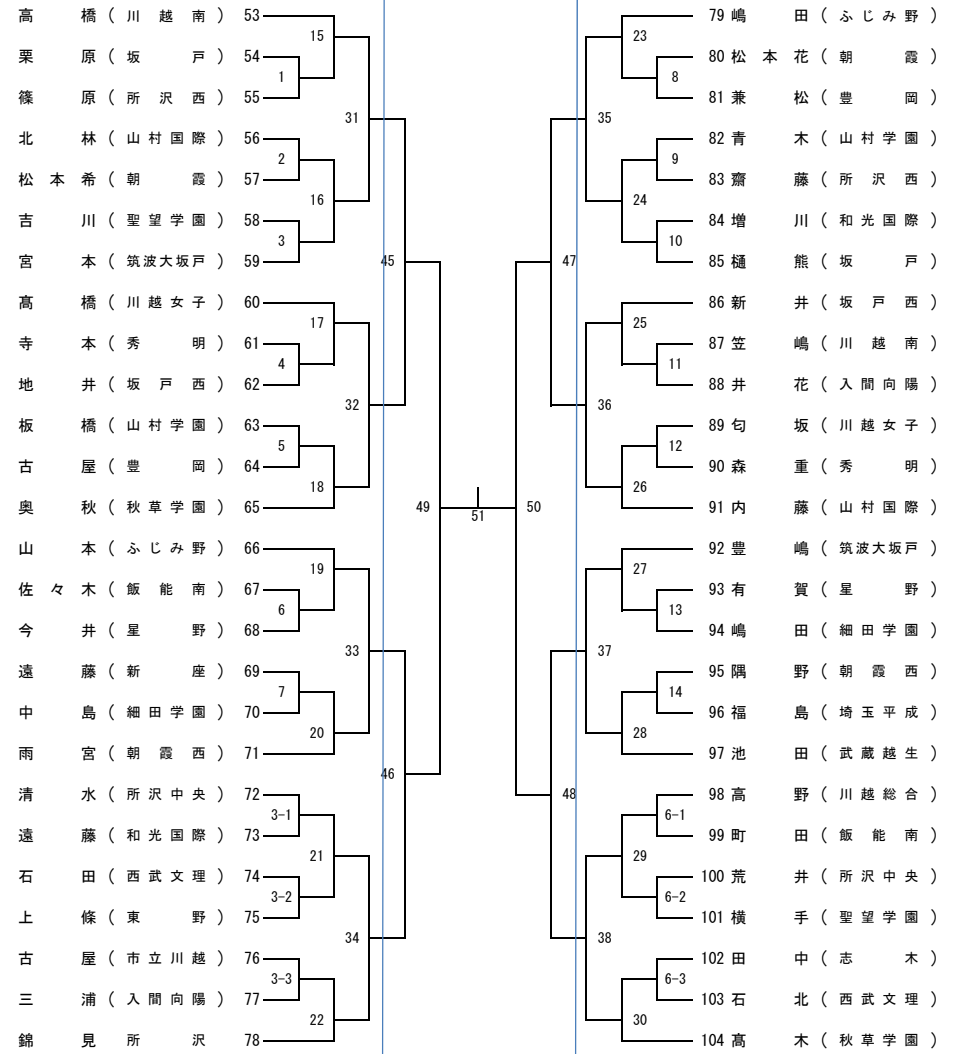 高橋（川越南）53
栗原（坂戸）54
篠原（所沢西）55
北林（山村国際）56
松本希（朝霞）57
吉川（聖望学園）58
宮本（筑波大坂戸）59
髙橋（川越女子）60
寺本（秀明）61
地井（坂戸西）62
板橋（山村学園）63
古屋（豊岡）64
奥秋（秋草学園）65
山本（ふじみ野）66
佐々木（飯能南）67
今井（星野）68
遠藤（新座）69
中島（細田学園）70
雨宮（朝霞西）71
清水（所沢中央）72
遠藤（和光国際）73
石田（西武文理）74
上條（東野）75
古屋（市立川越）76
三浦（入間向陽）77
錦見 所沢 78
15
1
31
2
16
3
45
17
4
32
5
18
49
19
6
33
7
20
46
3-1
21
3-2
34
3-3
22
51
23
8
35
9
24
10
47
25
11
36
12
26
50
27
13
37
14
28
48
6-1
29
6-2
38
6-3
30
79 嶋田（ふじみ野）
80 松本花（朝霞）
81 兼松（豊岡）
82 青木（山村学園）
83 齋藤（所沢西）
84 増川（和光国際）
85 樋熊（坂戸）
86 新井（坂戸西）
87 笠嶋（川越南）
88 井花（入間向陽）
89 匂坂（川越女子）
90 森重（秀明）
91 内藤（山村国際）
92 豊嶋（筑波大坂戸）
93 有賀（星野）
94 嶋田（細田学園）
95 隅野（朝霞西）
96 福島（埼玉平成）
97 池田（武蔵越生）
98 高野（川越総合）
99 町田（飯能南）
100 荒井（所沢中央）
101 横手（聖望学園）
102 田中（志木）
103 石北（西武文理）
104 髙木（秋草学園）